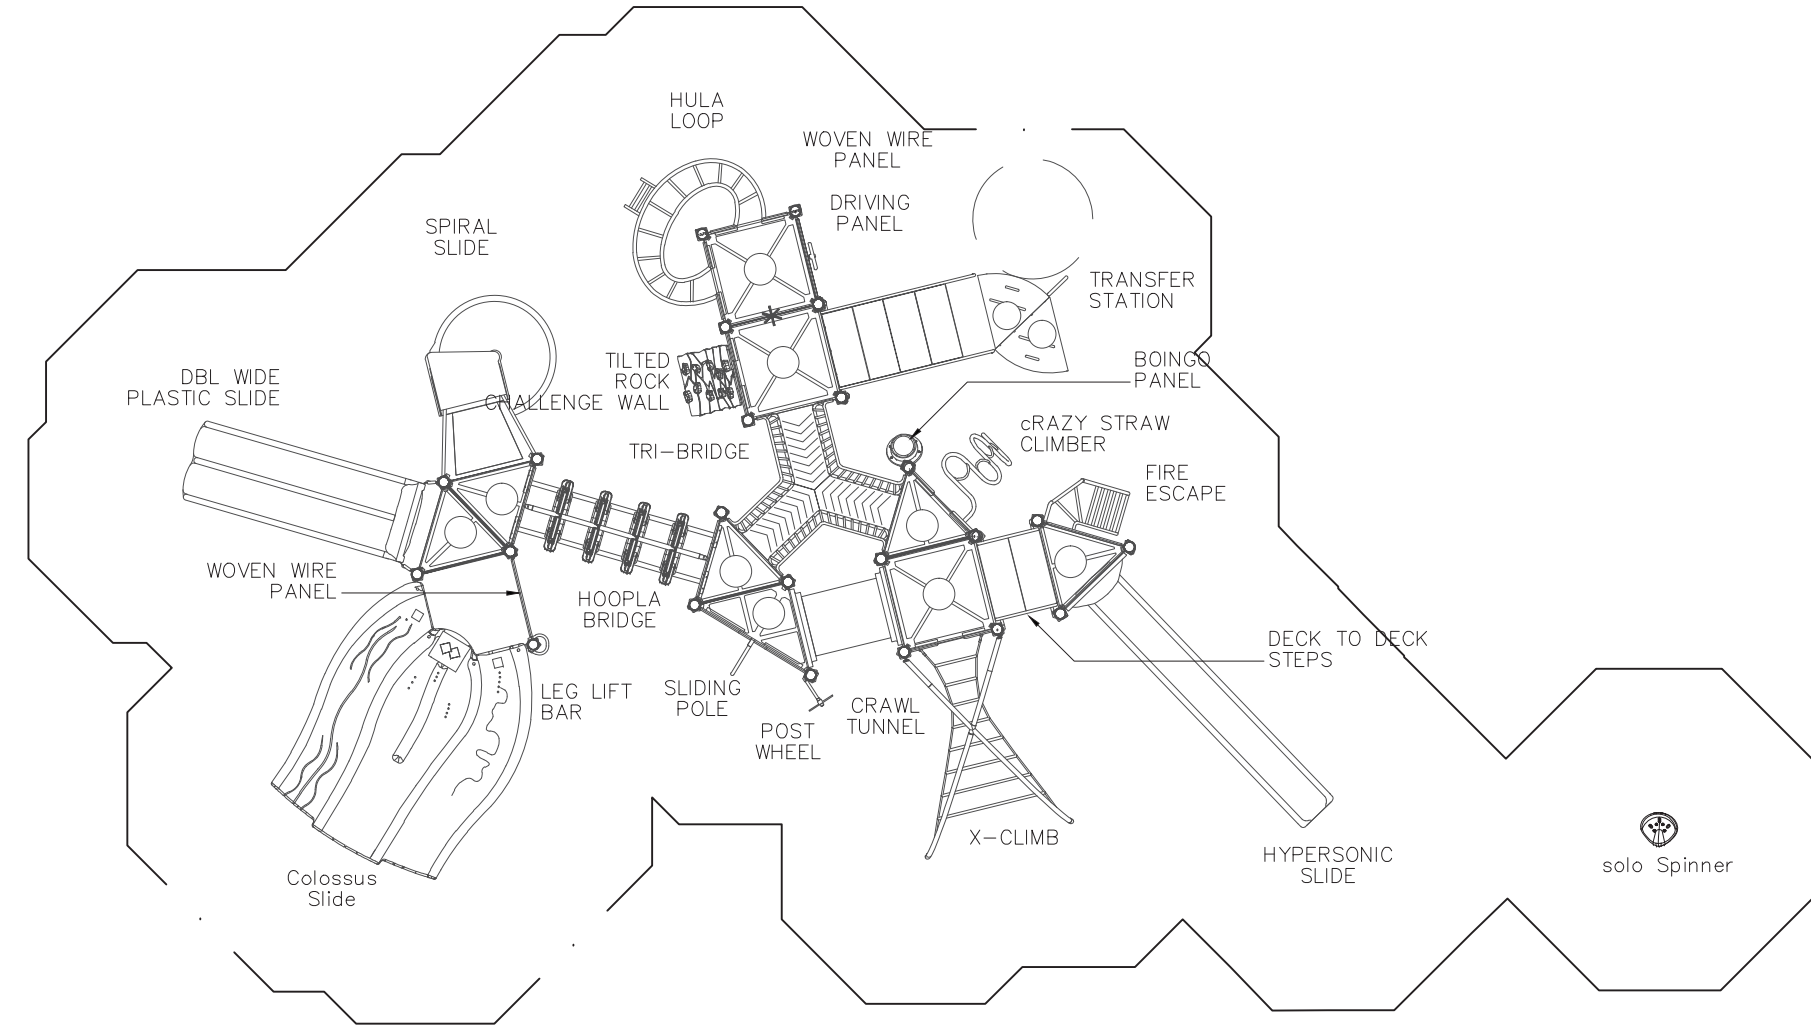 HULA
LOOP
WOVEN WIRE
PANEL
DRIVING
PANEL
SPIRAL
SLIDE
TRANSFER
STATION
TILTED
ROCK
WALL
BOINGO
PANEL
DBL WIDE
PLASTIC SLIDE
CHALLENGE
cRAZY STRAW
CLIMBER
TRI-BRIDGE
FIRE
ESCAPE
WOVEN WIRE
PANEL
HOOPLA
BRIDGE
DECK TO DECK
STEPS
LEG LIFT
BAR
SLIDING
POLE
CRAWL
TUNNEL
POST
WHEEL
X-CLIMB
HYPERSONIC
SLIDE
solo Spinner
Colossus
Slide